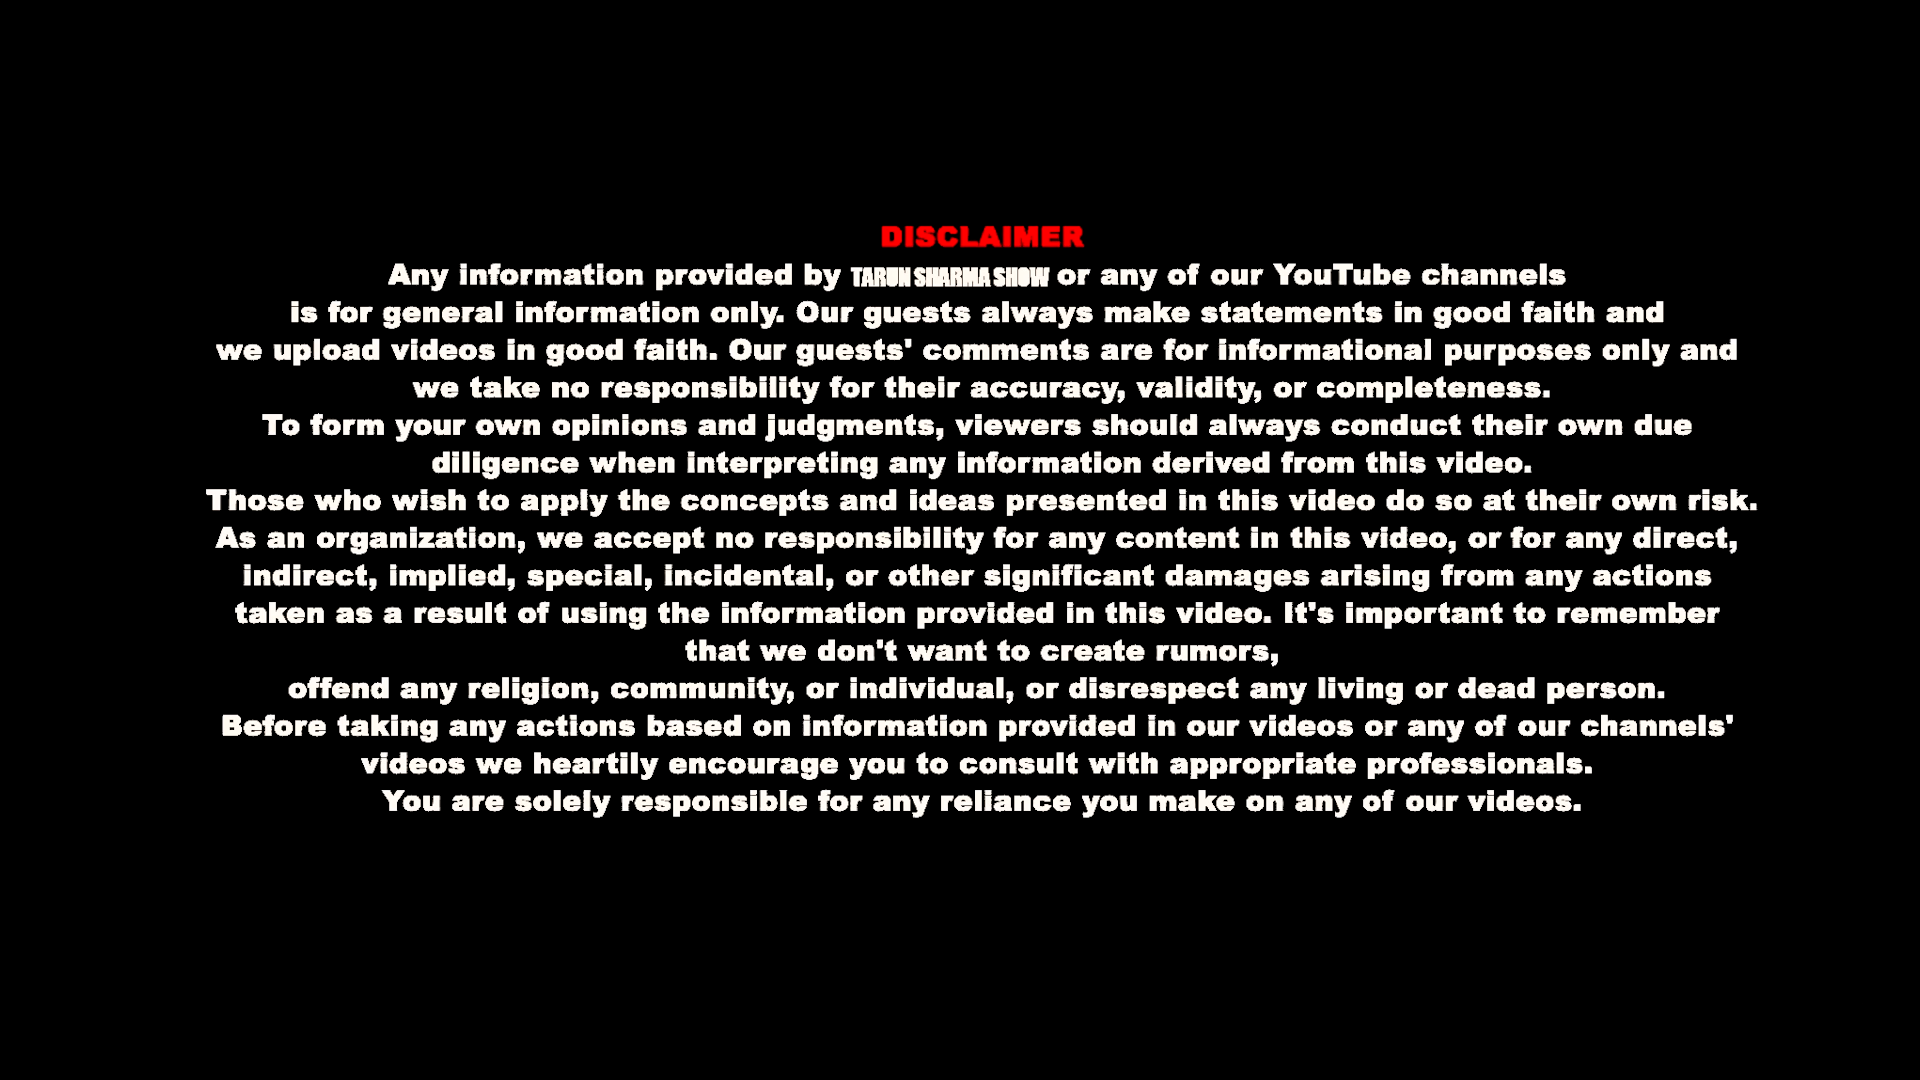 DISCLAIMER
Any information provided by TARUN SHARMA SHOW or any of our YouTube channels
is for general information only. Our guests always make statements in good faith and
we upload videos in good faith. Our guests' comments are for informational purposes only and
we take no responsibility for their accuracy, validity, or completeness.
To form your own opinions and judgments, viewers should always conduct their own due
diligence when interpreting any information derived from this video.
Those who wish to apply the concepts and ideas presented in this video do so at their own risk.
As an organization, we accept no responsibility for any content in this video, or for any direct,
indirect, implied, special, incidental, or other significant damages arising from any actions
taken as a result of using the information provided in this video. It's important to remember
that we don't want to create rumors,
offend any religion, community, or individual, or disrespect any living or dead person.
Before taking any actions based on information provided in our videos or any of our channels'
videos we heartily encourage you to consult with appropriate professionals.
You are solely responsible for any reliance you make on any of our videos.